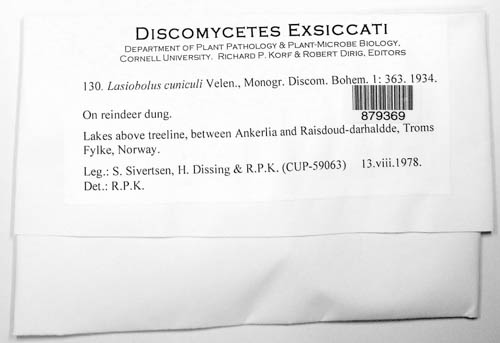 DISCOMYCETES EXSICCATI
DEPARTMENT OF PLANT PATHOLOGY & PLANT-MICROBE BIOLOGY,
CORNELL UNIVERSITY. RICHARD P. KORF & ROBERT DIRIG, EDITORS
130. Lasiobolus cuniculi Velen., Monogr. Discom. Bohem. 1: 363. 1934.
879369
On reindeer dung.
Lakes above treeline, between Ankerlia and Raisdoud-darhaldde, Troms
Fylke, Norway.
Leg.: S. Sivertsen, H. Dissing & R.P.K. (CUP-59063) 13.viii.1978.
Det.: R.P.K.